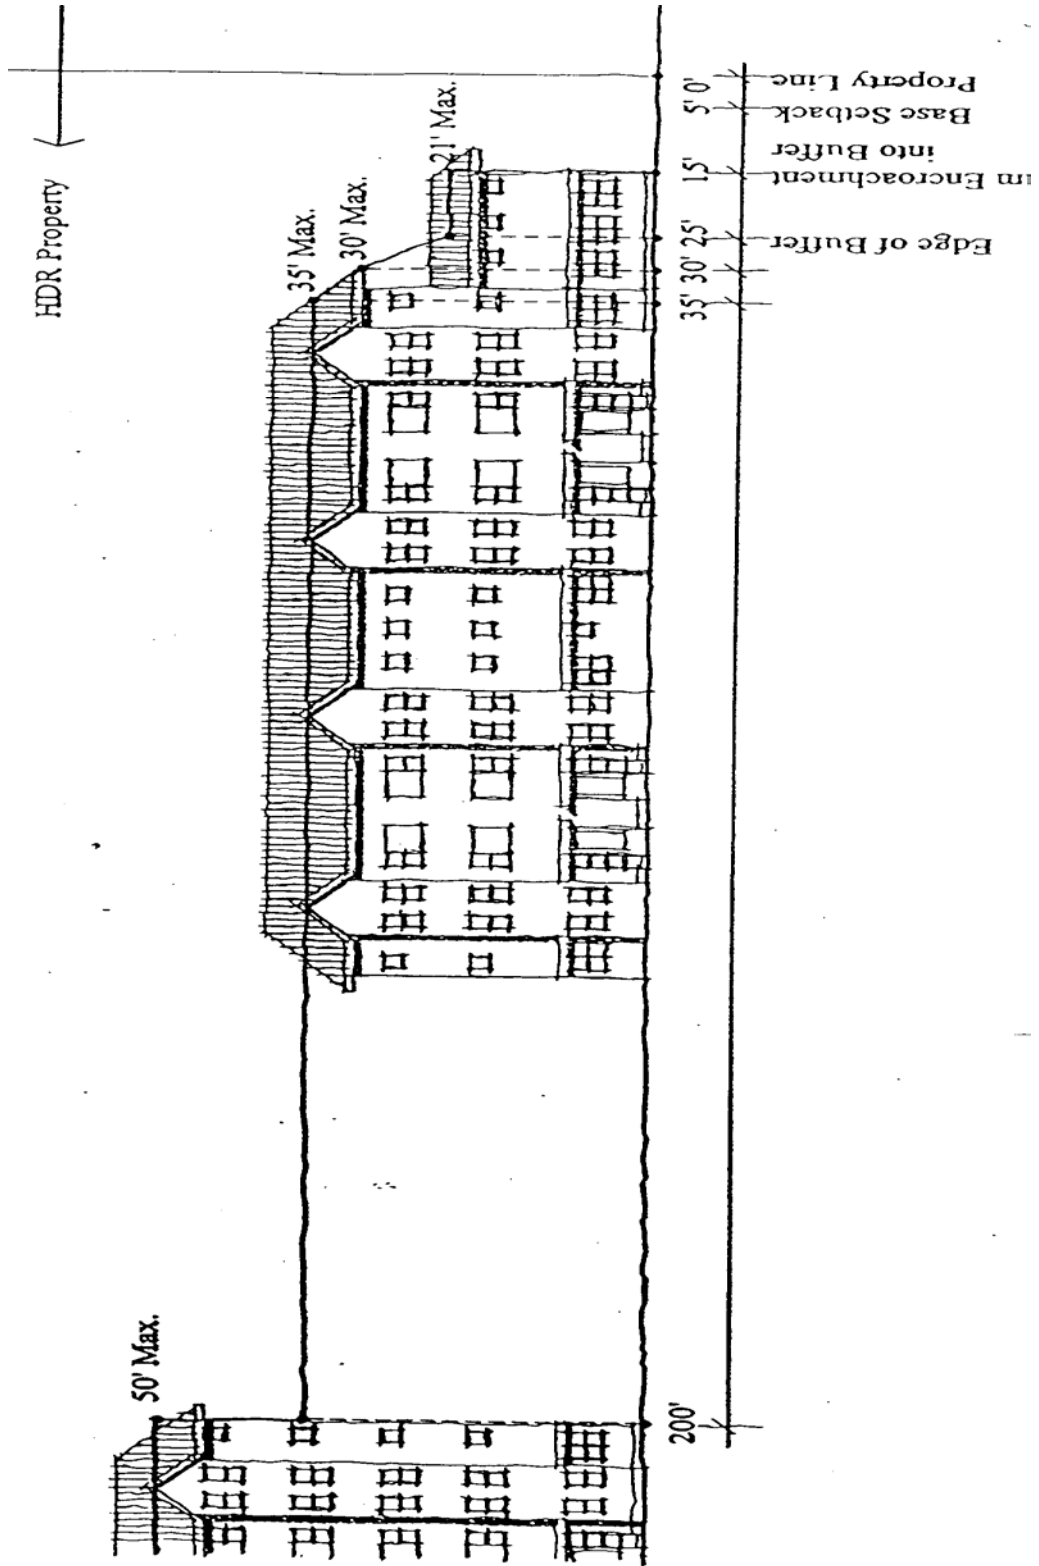 HDR Property
50' Max.
35' Max.
30' Max.
21' Max.
200'
35'
30'
25'
15'
5'
0'
Edge of Buffer
Encroachment
into Buffer
Base Setback
Property Line